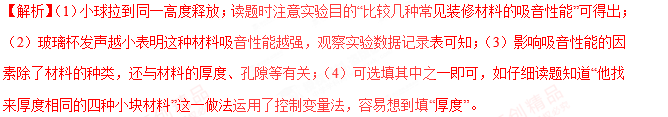 【解析】（1）小球拉到同一高度释放；读题时注意实验目的“比较几种常见装修材料的吸音性能”可得出；
（2）玻璃杯发声越小表明这种材料吸音性能越强，观察实验数据记录表可知；（3）影响吸音性能的因
素除了材料的种类，还与材料的厚度、孔隙等有关；（4）可选填其中之一即可，如仔细读题知道“他找
来厚度相同的四种小块材料”这一做法运用了控制变量法，容易想到填“厚度”。